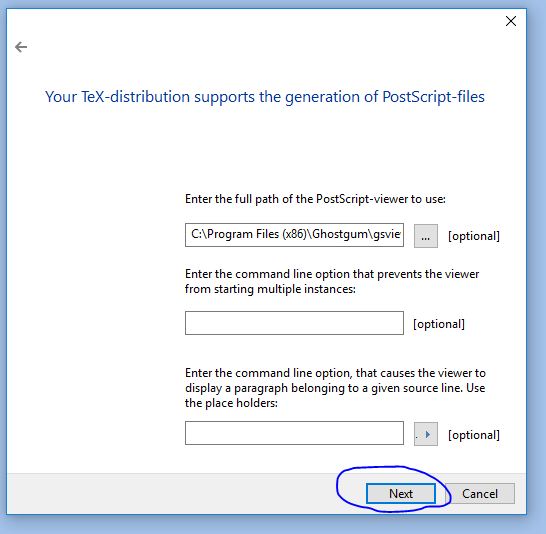 Your TeX-distribution supports the generation of PostScript-files
Enter the full path of the PostScript-viewer to use:
C:\Program Files (x86)\Ghostgum\gsvie
... [optional]
Enter the command line option that prevents the viewer
from starting multiple instances:
[optional]
Enter the command line option, that causes the viewer to
display a paragraph belonging to a given source line. Use
the place holders:
. [optional]
Next Cancel